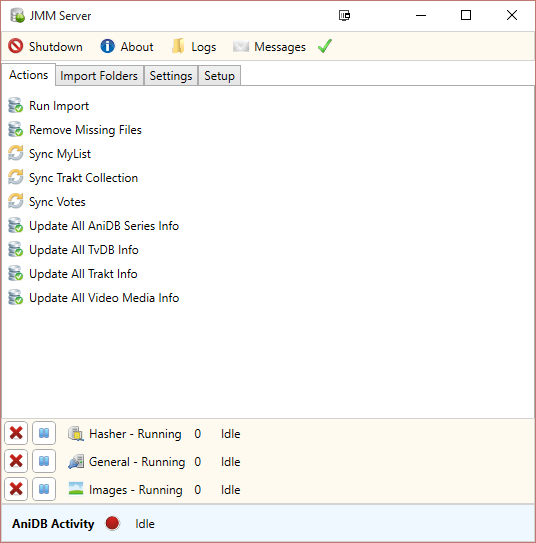 JMM Server
Shutdown About Logs Messages
Actions Import Folders Settings Setup
Run Import
Remove Missing Files
Sync MyList
Sync Trakt Collection
Sync Votes
Update All AniDB Series Info
Update All TvDB Info
Update All Trakt Info
Update All Video Media Info
Hasher - Running 0 Idle
General - Running 0 Idle
Images - Running 0 Idle
AniDB Activity Idle